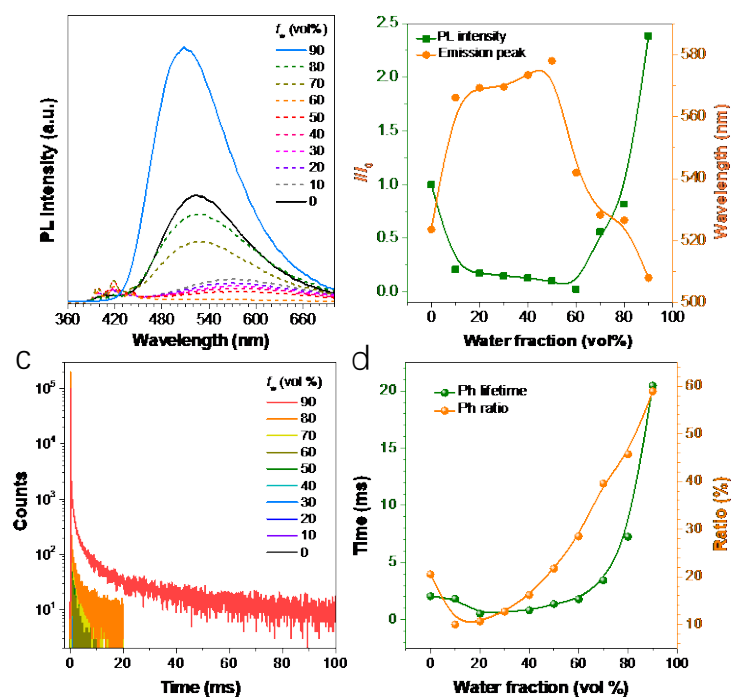 f_w (vol%)
90
80
70
60
50
40
30
20
10
0
PL Intensity (a.u.)
360 420 480 540 600 660
Wavelength (nm)
PL intensity
Emission peak
2.5
2.0
1.5
1.0
0.5
0.0
I/I_0
580
560
540
520
500
Wavelength (nm)
0 20 40 60 80 100
Water fraction (vol%)
c
f_w (vol %)
90
80
70
60
50
40
30
20
10
0
10^5
10^4
10^3
10^2
10^1
Counts
0 20 40 60 80 100
Time (ms)
d
Ph lifetime
Ph ratio
20
15
10
5
0
Time (ms)
60
50
40
30
20
10
Ratio (%)
0 20 40 60 80 100
Water fraction (vol %)